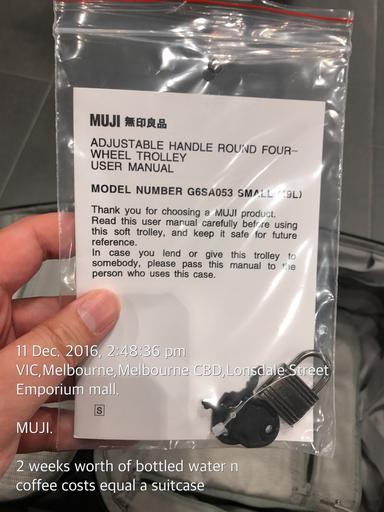 MUJI 無印良品
ADJUSTABLE HANDLE ROUND FOUR-
WHEEL TROLLEY
USER MANUAL
MODEL NUMBER G6SA053 SMALL (19L)
Thank you for choosing a MUJI product.
Read this user manual carefully before using
this soft trolley, and keep it safe for future
reference.
In case you lend or give this trolley to
somebody, please pass this manual to the
person who uses this case.
11 Dec. 2016, 2:48:36 pm
VIC,Melbourne,Melbourne CBD,Lonsdale Street
Emporium mall.
MUJI.
S
2 weeks worth of bottled water n
coffee costs equal a suitcase